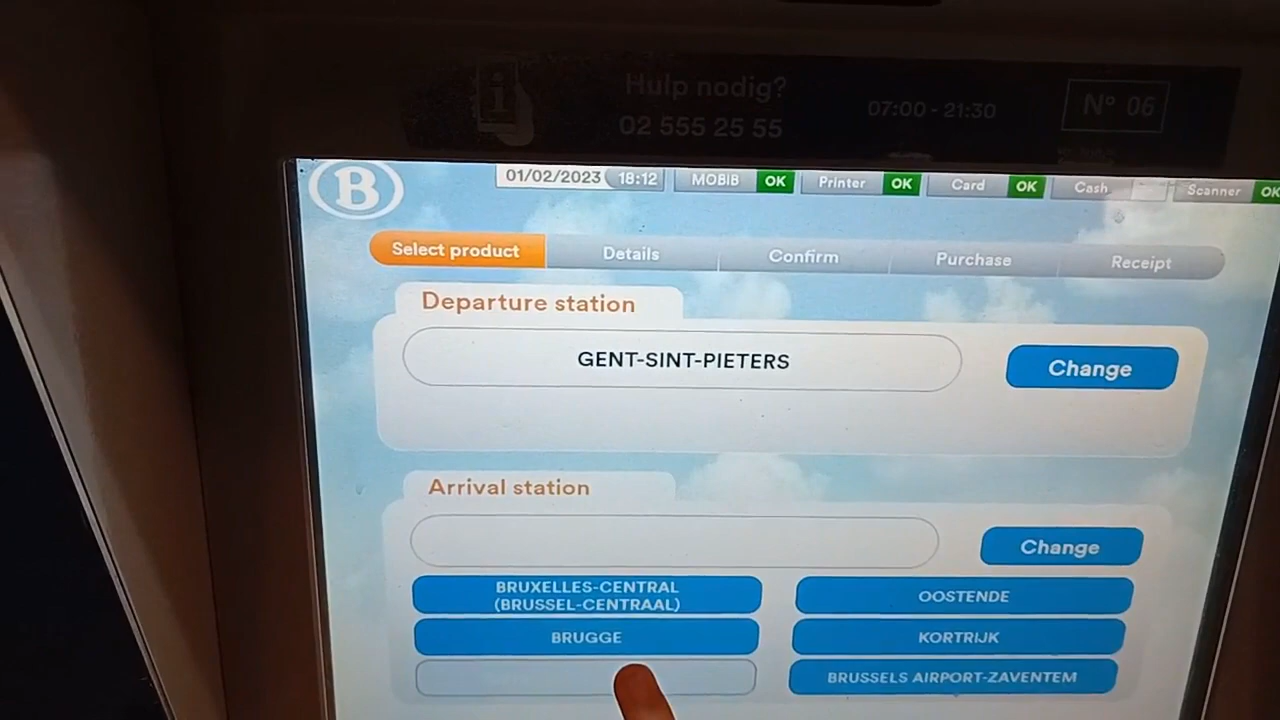 Hulp nodig?
02 555 25 55
07:00 - 21:30
N° 06
B
01/02/2023 18:12 MOBIB OK Printer OK Card OK Cash Scanner OK
Select product Details Confirm Purchase Receipt
Departure station
GENT-SINT-PIETERS
Change
Arrival station
Change
BRUXELLES-CENTRAL
(BRUSSEL-CENTRAAL)
OOSTENDE
BRUGGE
KORTRIJK
BRUSSELS AIRPORT-ZAVENTEM